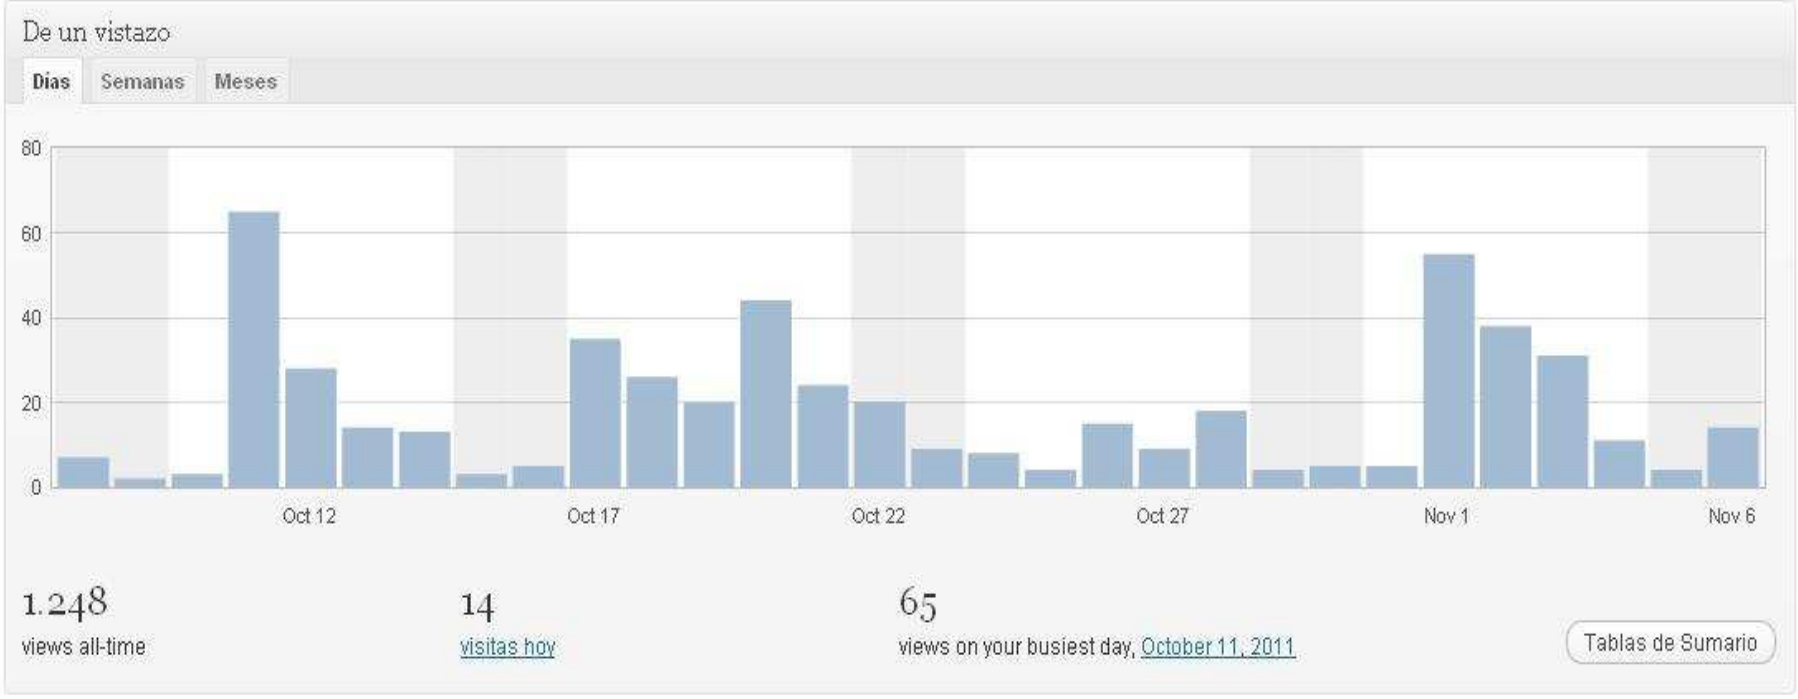 De un vistazo
Días Semanas Meses
80
60
40
20
0
Oct 12 Oct 17 Oct 22 Oct 27 Nov 1 Nov 6
1.248 14 65
views all-time visitas hoy views on your busiest day, October 11, 2011 Tablas de Sumario